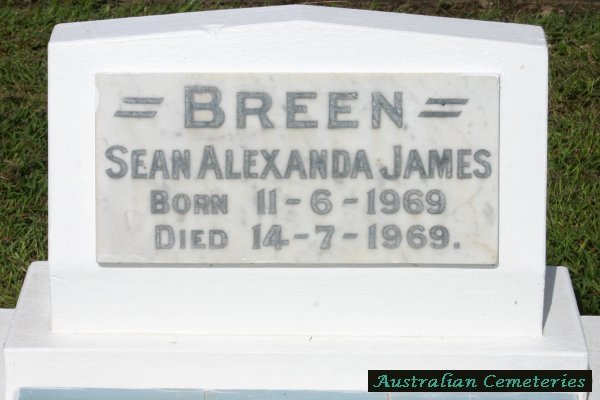 = BREEN =
SEAN ALEXANDA JAMES
BORN 11-6-1969
DIED 14-7-1969.
Australian Cemeteries